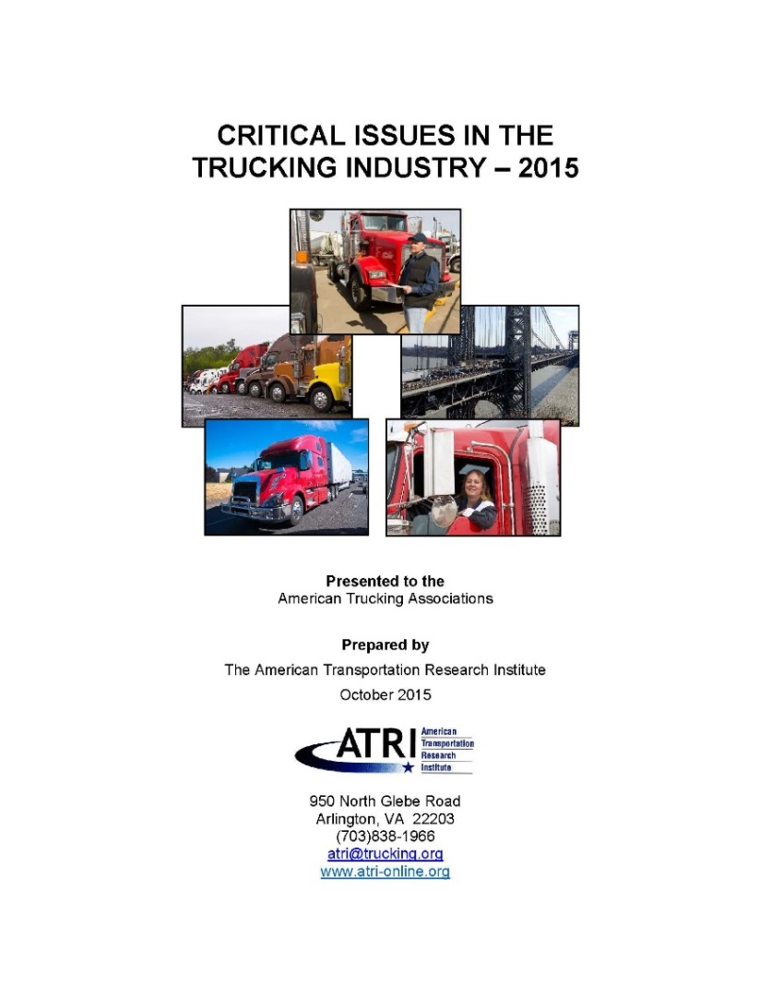 CRITICAL ISSUES IN THE
TRUCKING INDUSTRY – 2015
Presented to the
American Trucking Associations
Prepared by
The American Transportation Research Institute
October 2015
ATRI
American
Transportation
Research
Institute
950 North Glebe Road
Arlington, VA 22203
(703)838-1966
atri@trucking.org
www.atri-online.org